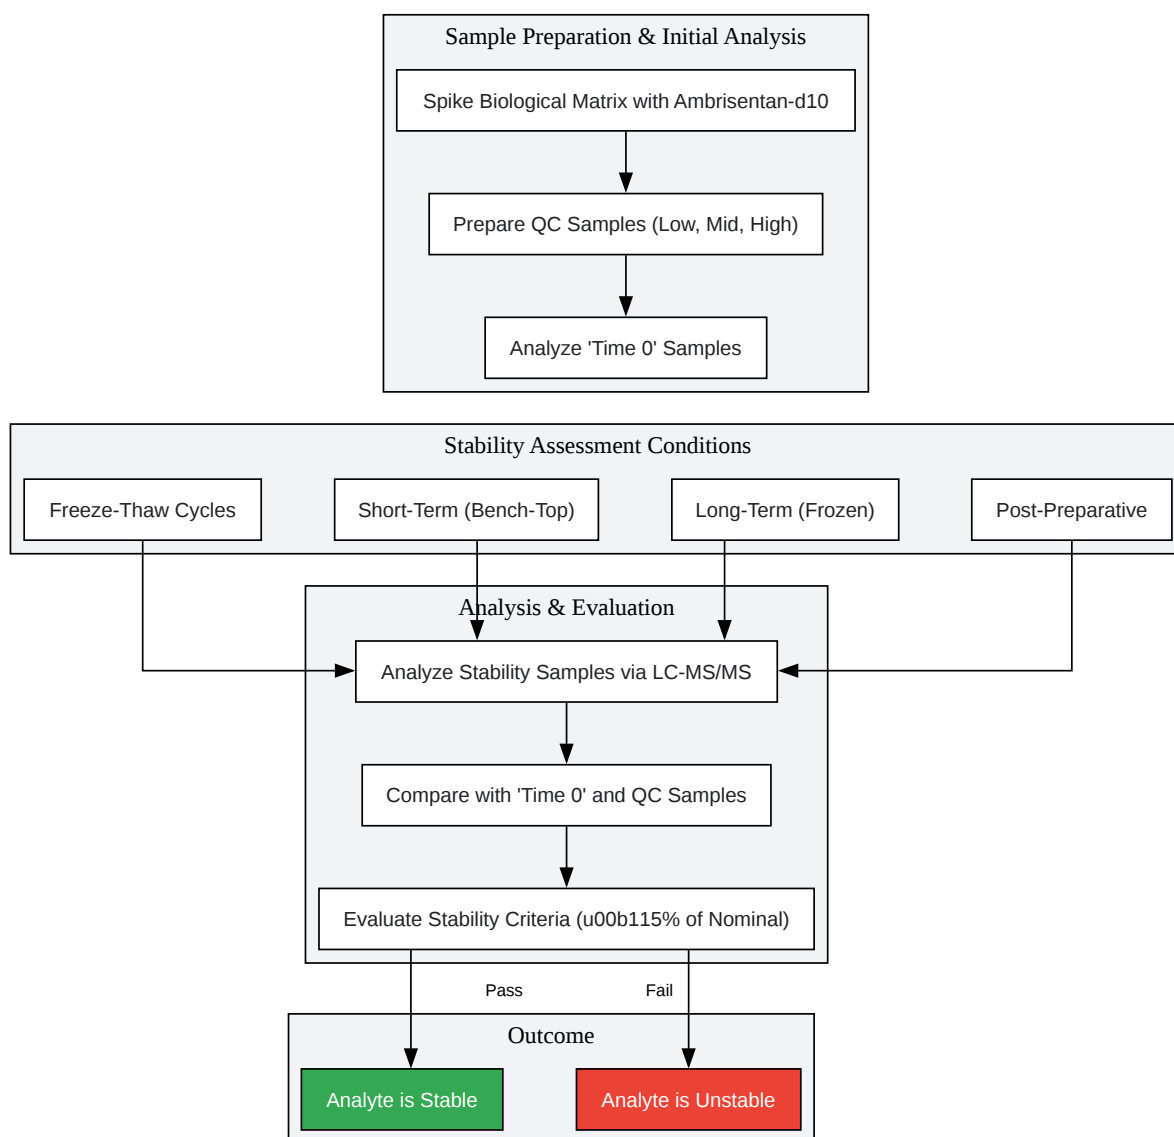 Sample Preparation & Initial Analysis
Spike Biological Matrix with Ambrisentan-d10
Prepare QC Samples (Low, Mid, High)
Analyze 'Time 0' Samples
Stability Assessment Conditions
Freeze-Thaw Cycles
Short-Term (Bench-Top)
Long-Term (Frozen)
Post-Preparative
Analysis & Evaluation
Analyze Stability Samples via LC-MS/MS
Compare with 'Time 0' and QC Samples
Evaluate Stability Criteria (u00b115% of Nominal)
Pass
Fail
Outcome
Analyte is Stable
Analyte is Unstable